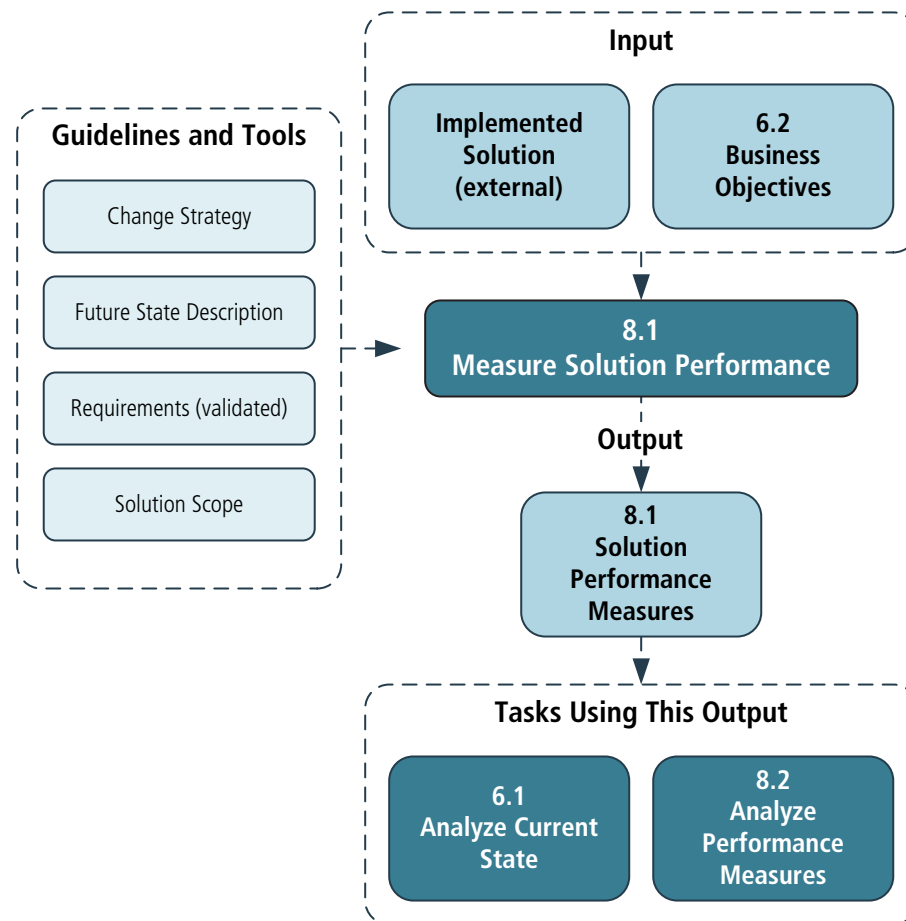 Input
Implemented
Solution
(external)
6.2
Business
Objectives
Guidelines and Tools
Change Strategy
Future State Description
Requirements (validated)
Solution Scope
8.1
Measure Solution Performance
Output
8.1
Solution
Performance
Measures
Tasks Using This Output
6.1
Analyze Current
State
8.2
Analyze
Performance
Measures